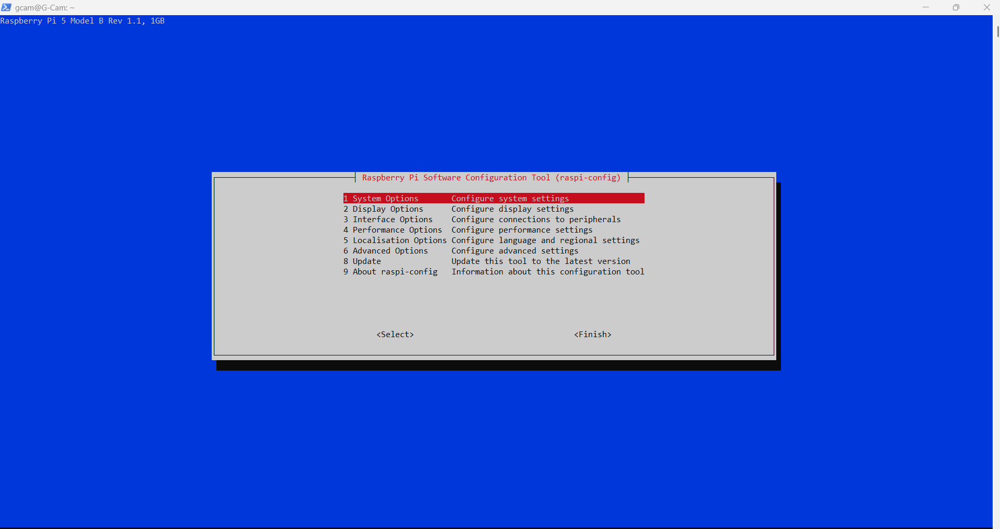 gcam@G-Cam: ~
Raspberry Pi 5 Model B Rev 1.1, 1GB
Raspberry Pi Software Configuration Tool (raspi-config)
1 System Options Configure system settings
2 Display Options Configure display settings
3 Interface Options Configure connections to peripherals
4 Performance Options Configure performance settings
5 Localisation Options Configure language and regional settings
6 Advanced Options Configure advanced settings
8 Update Update this tool to the latest version
9 About raspi-config Information about this configuration tool
<Select> <Finish>